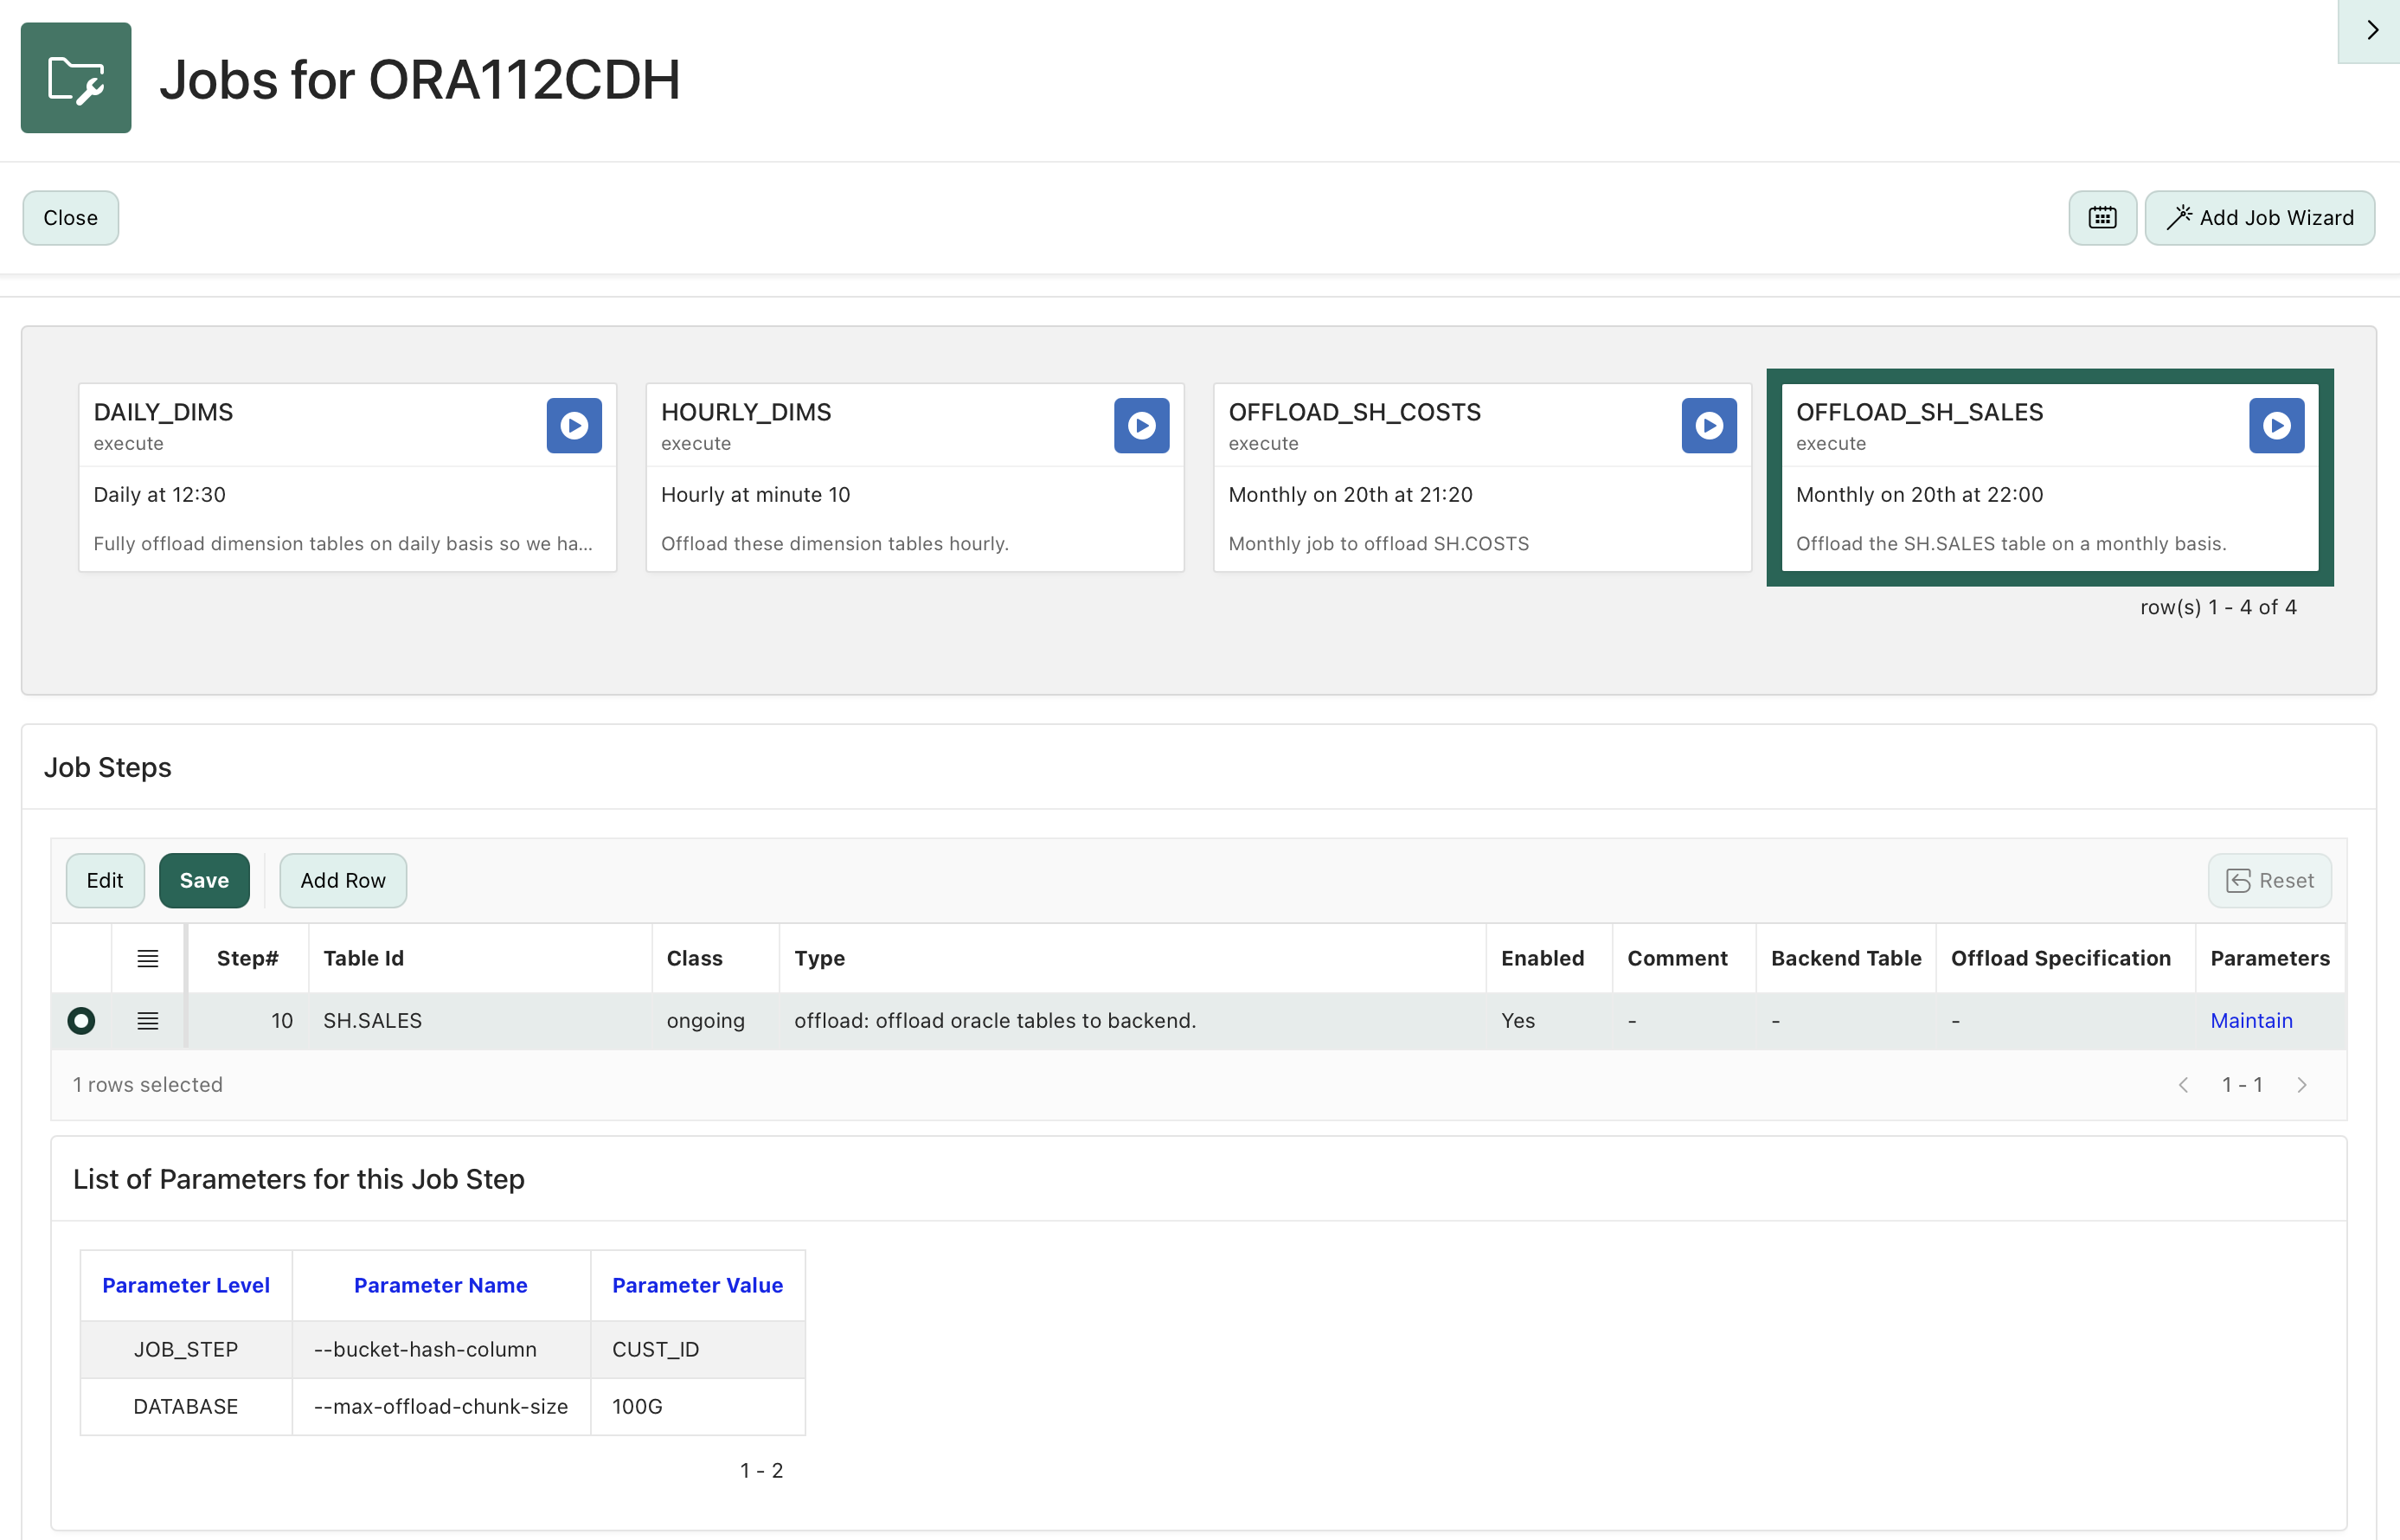 Jobs for ORA112CDH
Close
Add Job Wizard
DAILY_DIMS
execute
Daily at 12:30
Fully offload dimension tables on daily basis so we ha...
HOURLY_DIMS
execute
Hourly at minute 10
Offload these dimension tables hourly.
OFFLOAD_SH_COSTS
execute
Monthly on 20th at 21:20
Monthly job to offload SH.COSTS
OFFLOAD_SH_SALES
execute
Monthly on 20th at 22:00
Offload the SH.SALES table on a monthly basis.
row(s) 1 - 4 of 4
Job Steps
Edit Save Add Row Reset
Step# Table Id Class Type Enabled Comment Backend Table Offload Specification Parameters
10 SH.SALES ongoing offload: offload oracle tables to backend. Yes - - - Maintain
1 rows selected 1 - 1
List of Parameters for this Job Step
Parameter Level Parameter Name Parameter Value
JOB_STEP --bucket-hash-column CUST_ID
DATABASE --max-offload-chunk-size 100G
1 - 2